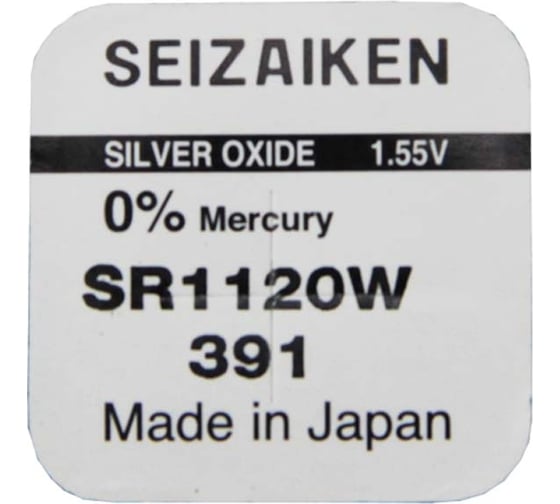 SEIZAIKEN
SILVER OXIDE 1.55V
0% Mercury
SR1120W
391
Made in Japan